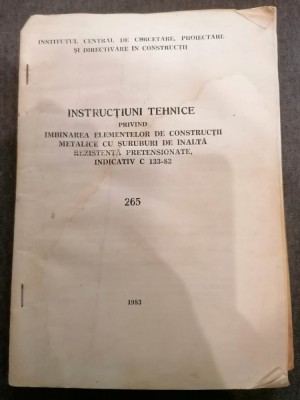 INSTITUTUL CENTRAL DE CERCETARE, PROIECTARE
ȘI DIRECTIVARE ÎN CONSTRUCȚII
INSTRUCȚIUNI TEHNICE
PRIVIND
ÎMBINAREA ELEMENTELOR DE CONSTRUCȚII
METALICE CU ȘURUBURI DE ÎNALTĂ
REZISTENȚĂ PRETENSIONATE,
INDICATIV C 133-82
265
1983